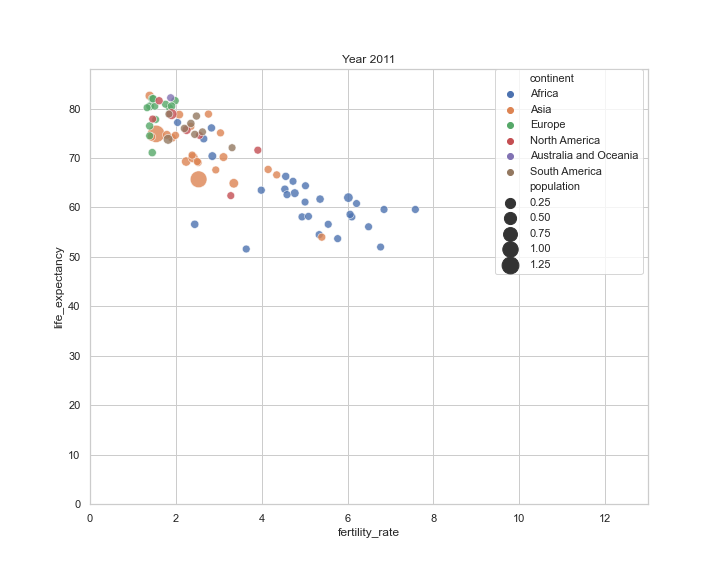 Year 2011
continent
Africa
Asia
Europe
North America
Australia and Oceania
South America
population
0.25
0.50
0.75
1.00
1.25
life_expectancy
80
70
60
50
40
30
20
10
0
0 2 4 6 8 10 12
fertility_rate